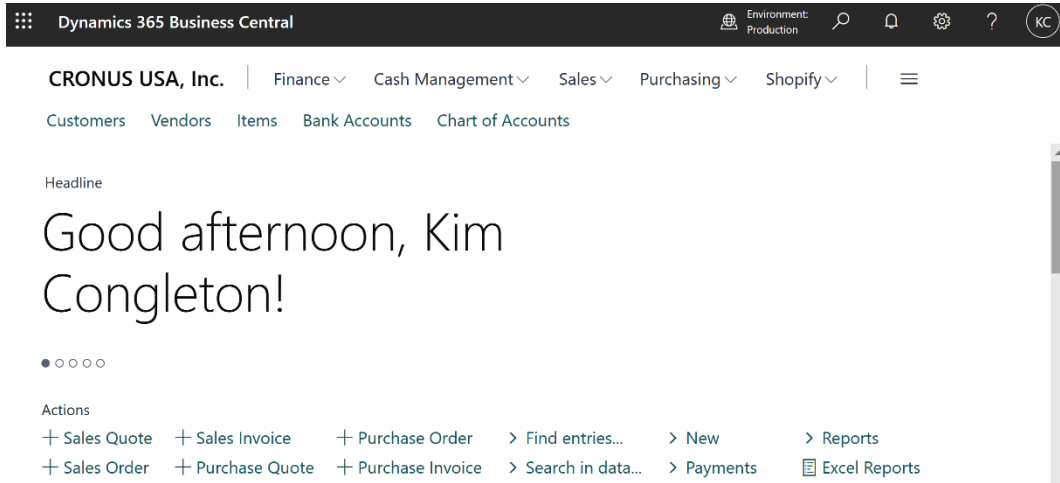 Dynamics 365 Business Central
Environment:
Production
?
KC
CRONUS USA, Inc. Finance Cash Management Sales Purchasing Shopify
Customers Vendors Items Bank Accounts Chart of Accounts
Headline
Good afternoon, Kim
Congleton!
Actions
+ Sales Quote + Sales Invoice + Purchase Order > Find entries... > New > Reports
+ Sales Order + Purchase Quote + Purchase Invoice > Search in data... > Payments Excel Reports